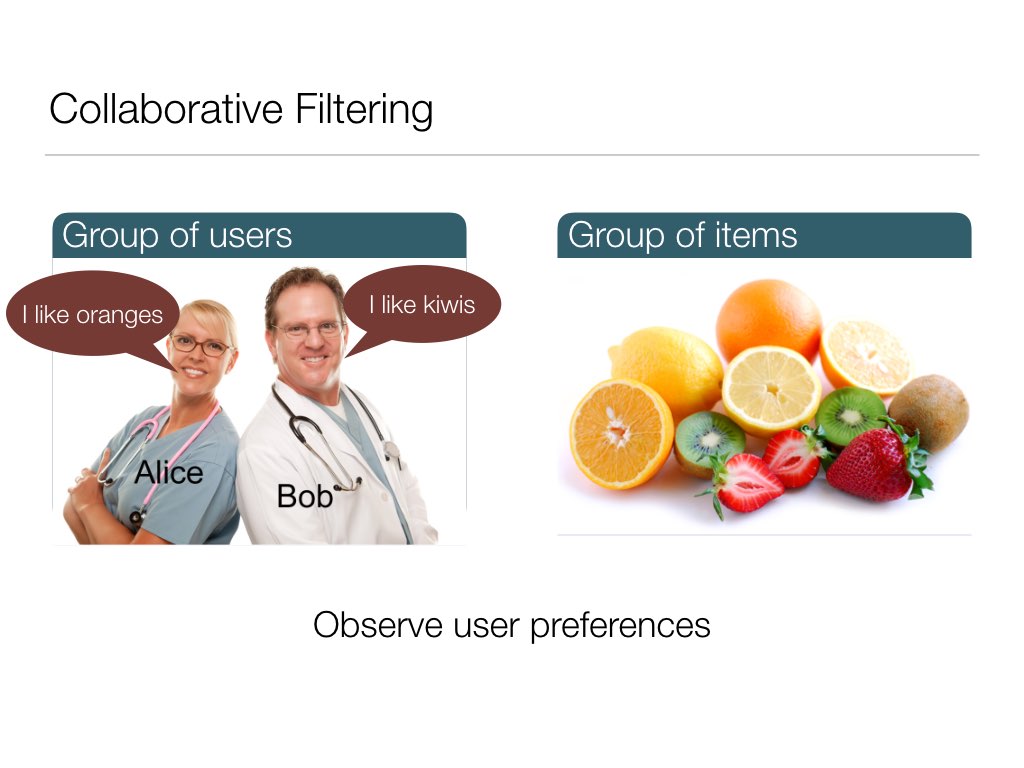 Collaborative Filtering
Group of users
I like oranges
I like kiwis
Alice
Bob
Group of items
Observe user preferences